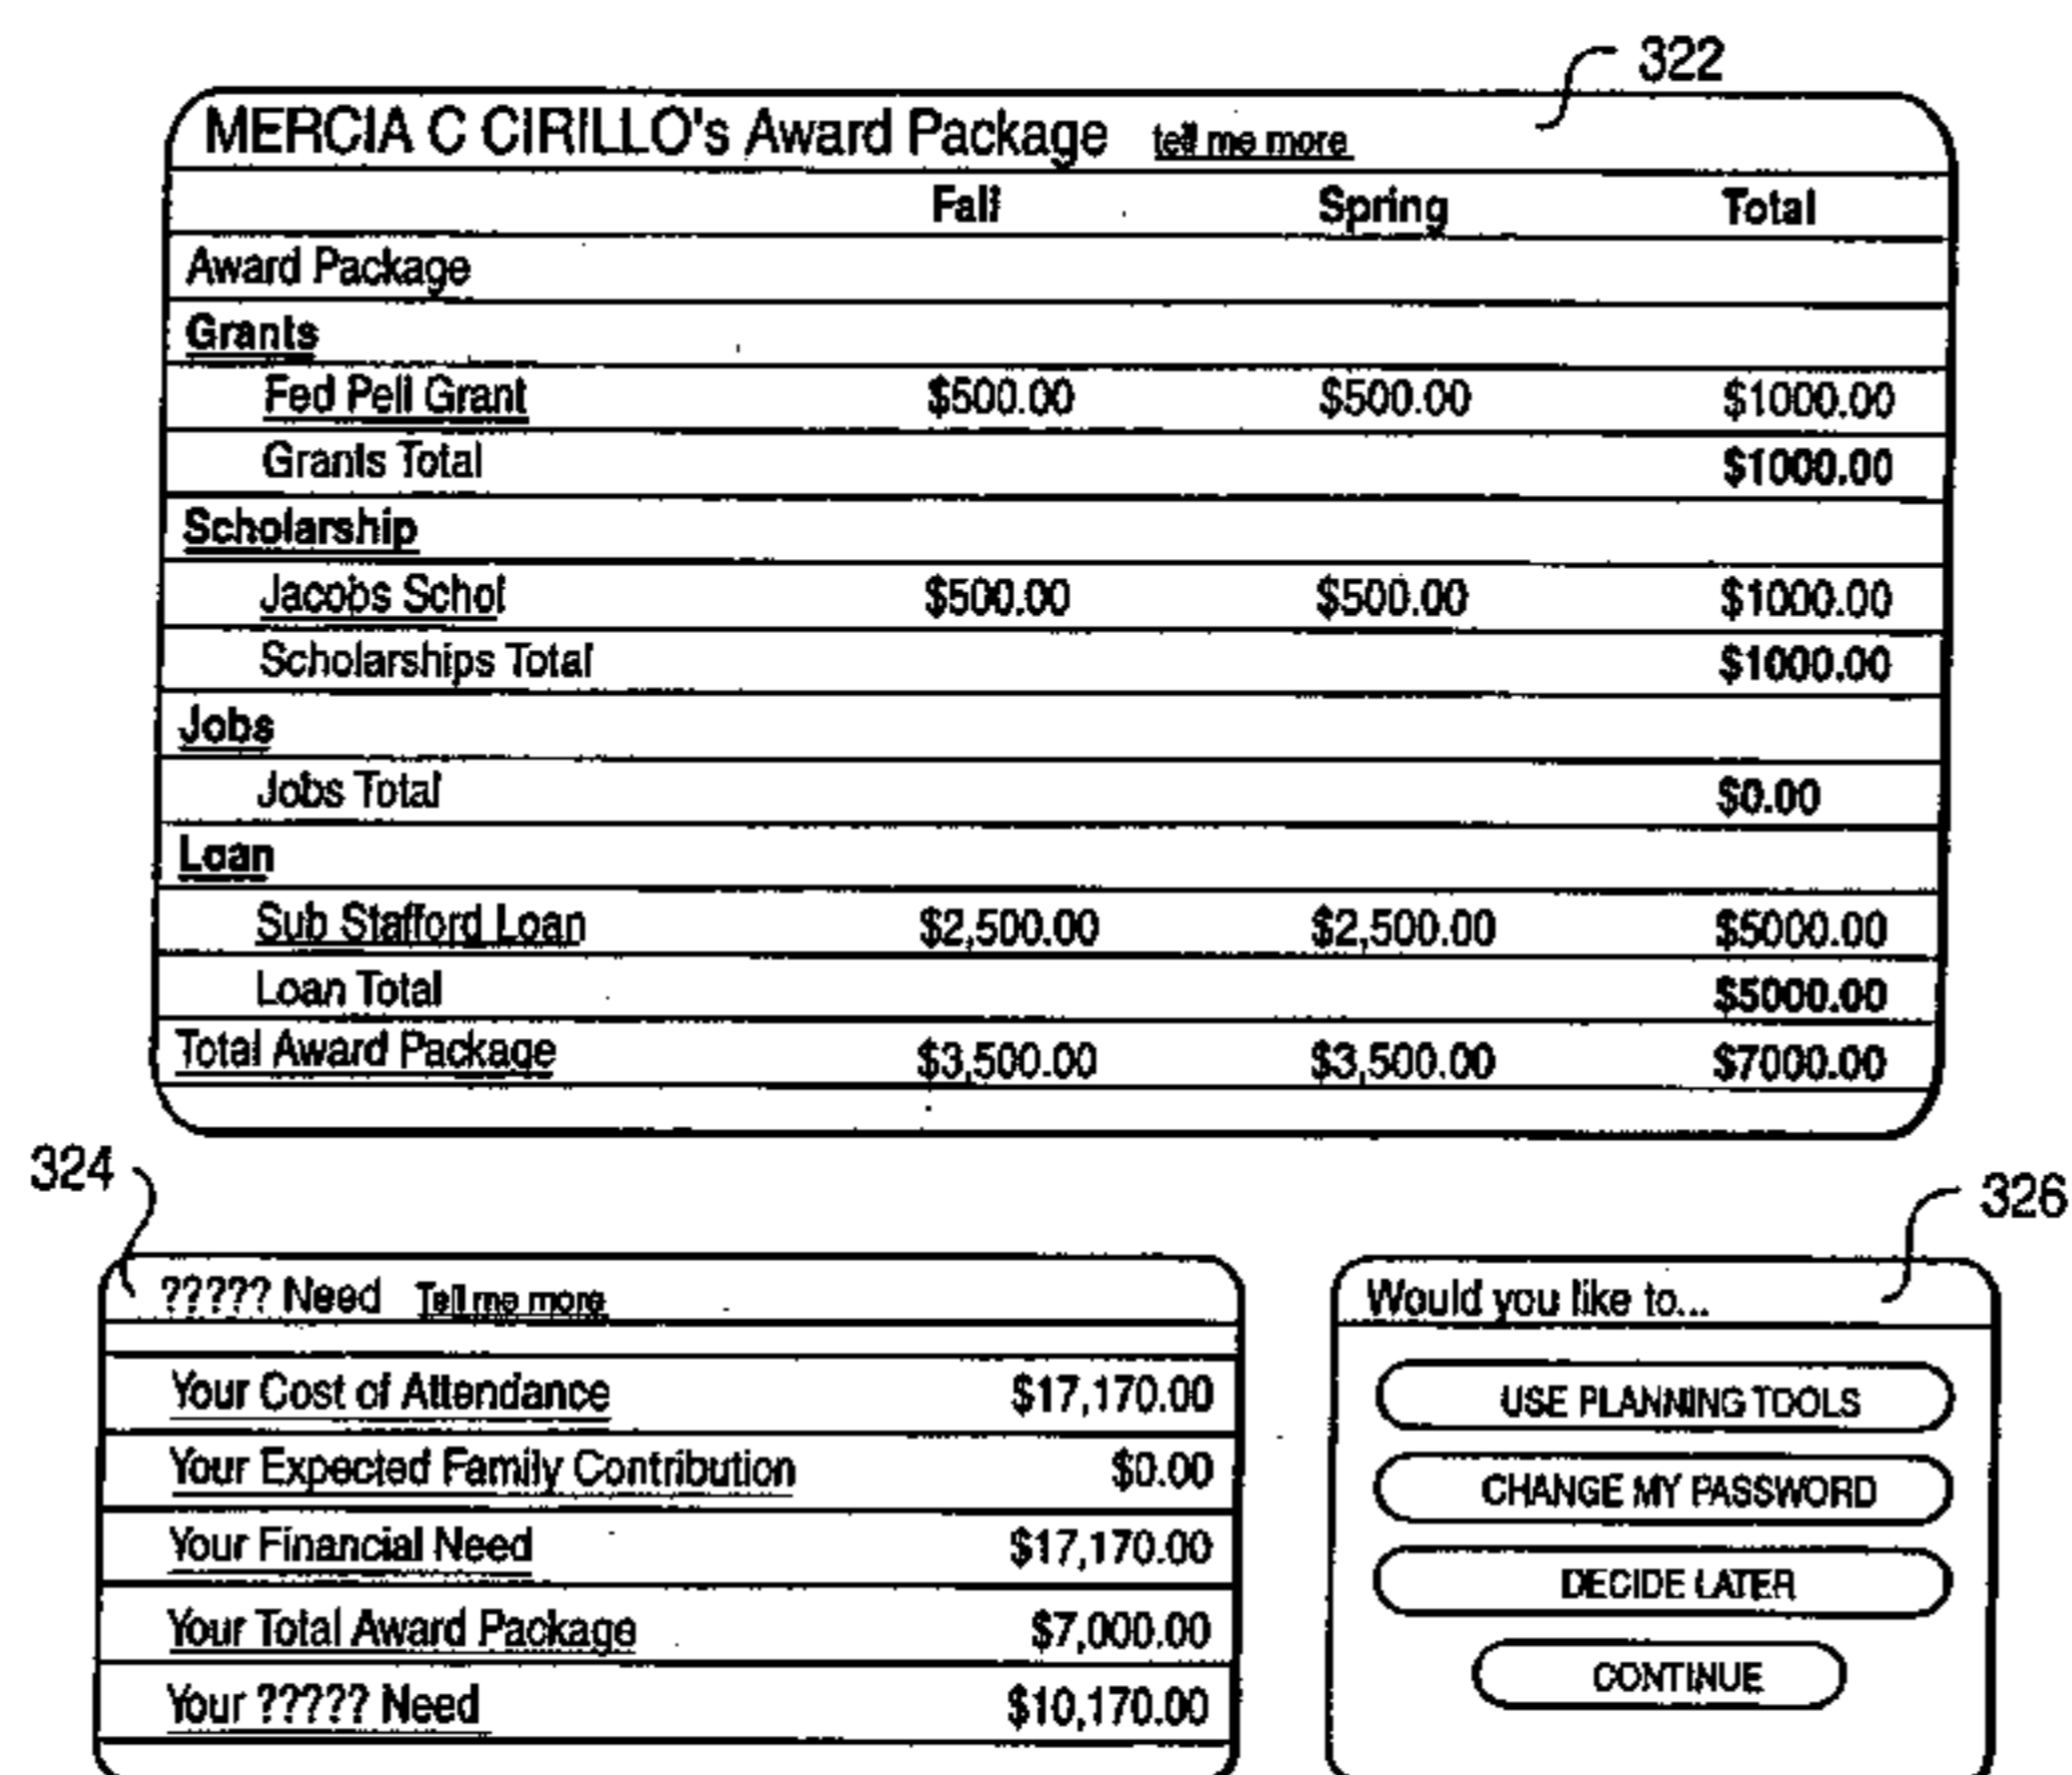 322
MERCIA C CIRILLO's Award Package tell me more
Fall Spring Total
Award Package
Grants
Fed Pell Grant $500.00 $500.00 $1000.00
Grants Total $1000.00
Scholarship
Jacobs Schol $500.00 $500.00 $1000.00
Scholarships Total $1000.00
Jobs
Jobs Total $0.00
Loan
Sub Stafford Loan $2,500.00 $2,500.00 $5000.00
Loan Total $5000.00
Total Award Package $3,500.00 $3,500.00 $7000.00
324
????? Need Tell me more
Your Cost of Attendance $17,170.00
Your Expected Family Contribution $0.00
Your Financial Need $17,170.00
Your Total Award Package $7,000.00
Your ????? Need $10,170.00
326
Would you like to...
USE PLANNING TOOLS
CHANGE MY PASSWORD
DECIDE LATER
CONTINUE